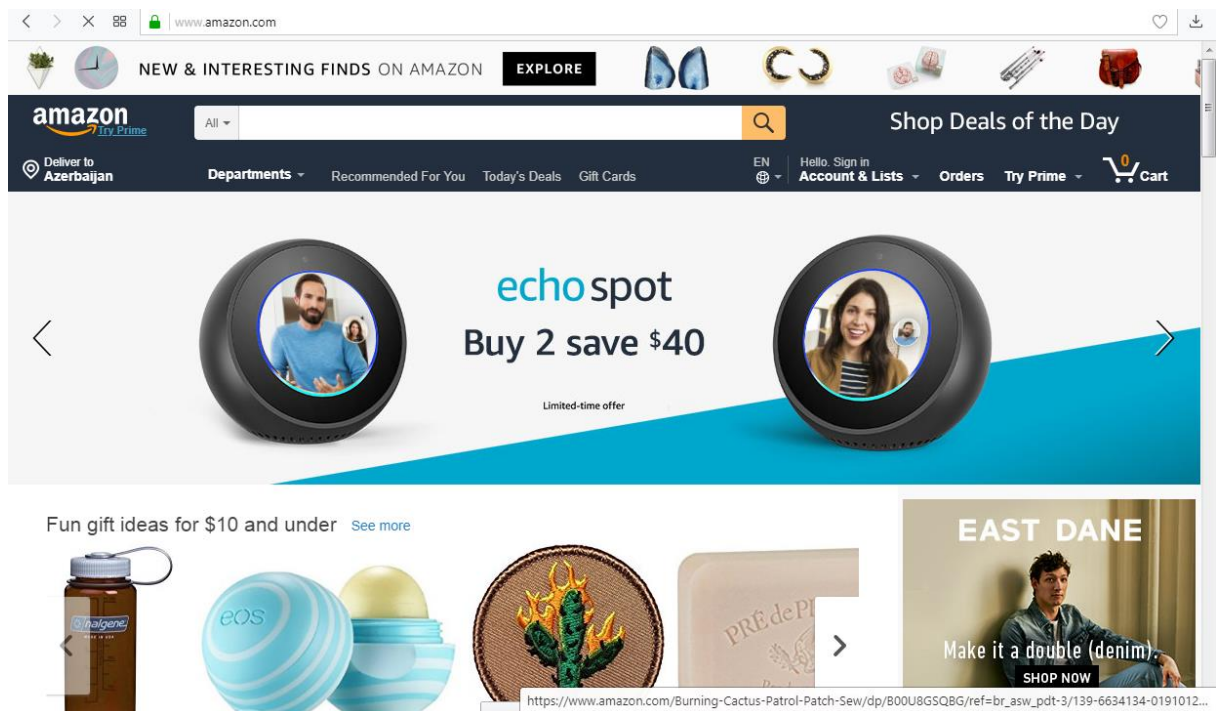 www.amazon.com
NEW & INTERESTING FINDS ON AMAZON EXPLORE
amazon
Try Prime
All
Shop Deals of the Day
Deliver to
Azerbaijan
Departments
Recommended For You
Today's Deals
Gift Cards
EN
Hello. Sign in
Account & Lists
Orders
Try Prime
0
Cart
echo spot
Buy 2 save $40
Limited-time offer
Fun gift ideas for $10 and under See more
nalgene
eos
PRÉ de
EAST DANE
Make it a double (denim).
SHOP NOW
https://www.amazon.com/Burning-Cactus-Patrol-Patch-Sew/dp/B00U8GSQBG/ref=br_asw_pdt-3/139-6634134-0191012...